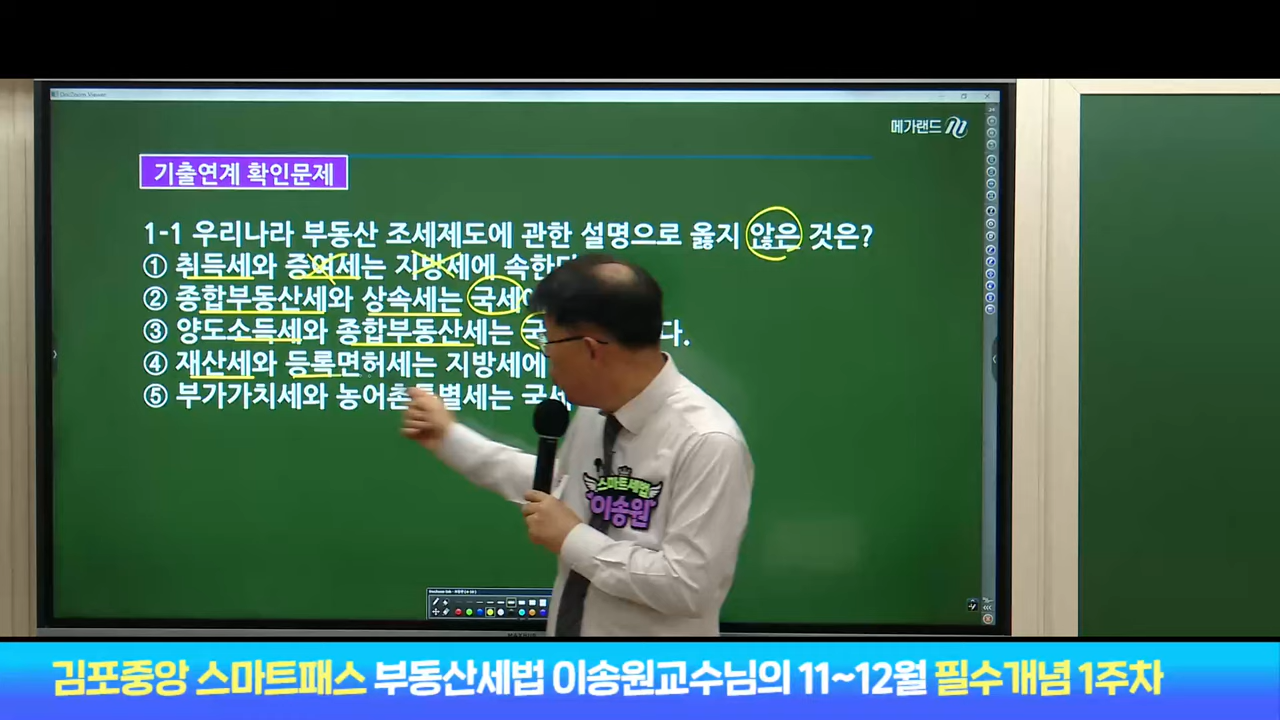 메가랜드
기출연계 확인문제
1-1 우리나라 부동산 조세제도에 관한 설명으로 옳지 않은 것은?
① 취득세와 증여세는 지방세에 속한다
② 종합부동산세와 상속세는 국세
③ 양도소득세와 종합부동산세는 국 다.
④ 재산세와 등록면허세는 지방세에
⑤ 부가가치세와 농어촌특별세는 국세
스마트세법
이송원
김포중앙 스마트패스 부동산세법 이송원교수님의 11~12월 필수개념 1주차